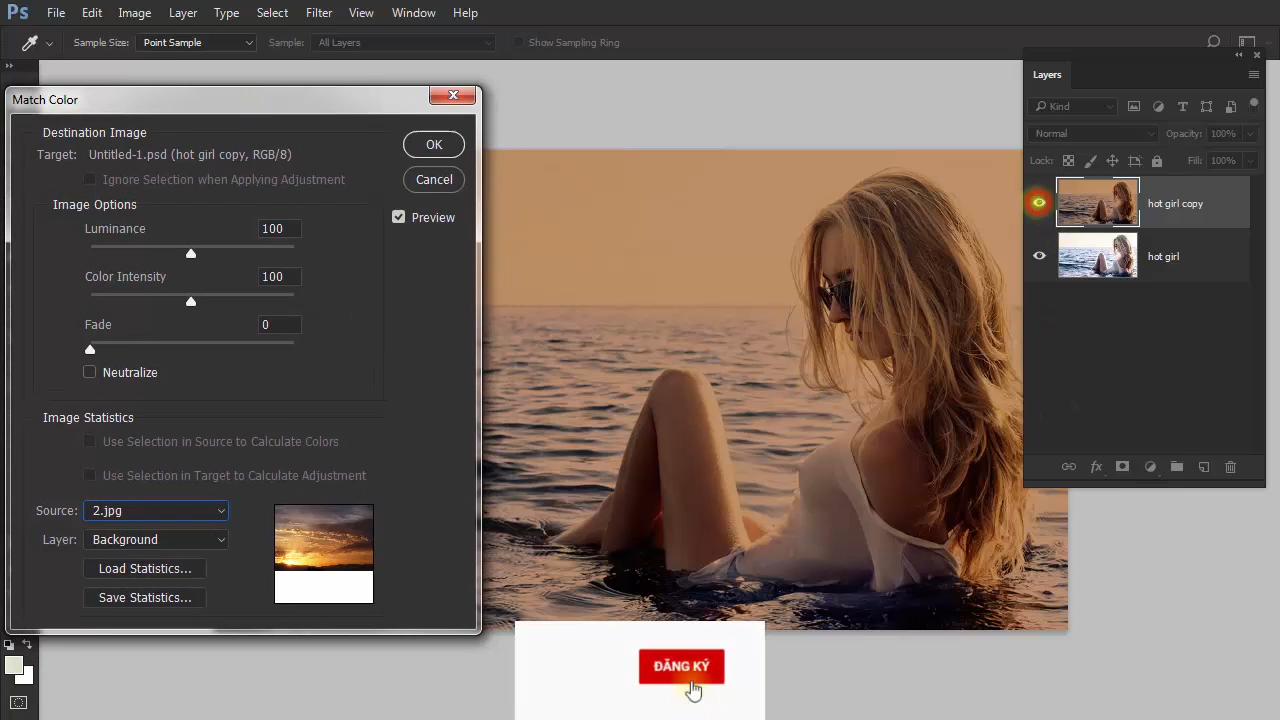 Ps File Edit Image Layer Type Select Filter View Window Help
Sample Size: Point Sample Sample: All Layers Show Sampling Ring
Match Color
Destination Image
Target: Untitled-1.psd (hot girl copy, RGB/8)
Ignore Selection when Applying Adjustment
OK
Cancel
Preview
Image Options
Luminance 100
Color Intensity 100
Fade 0
Neutralize
Image Statistics
Use Selection in Source to Calculate Colors
Use Selection in Target to Calculate Adjustment
Source: 2.jpg
Layer: Background
Load Statistics...
Save Statistics...
Layers
Kind
Normal Opacity: 100%
Lock: Fill: 100%
hot girl copy
hot girl
fx
ĐĂNG KÝ